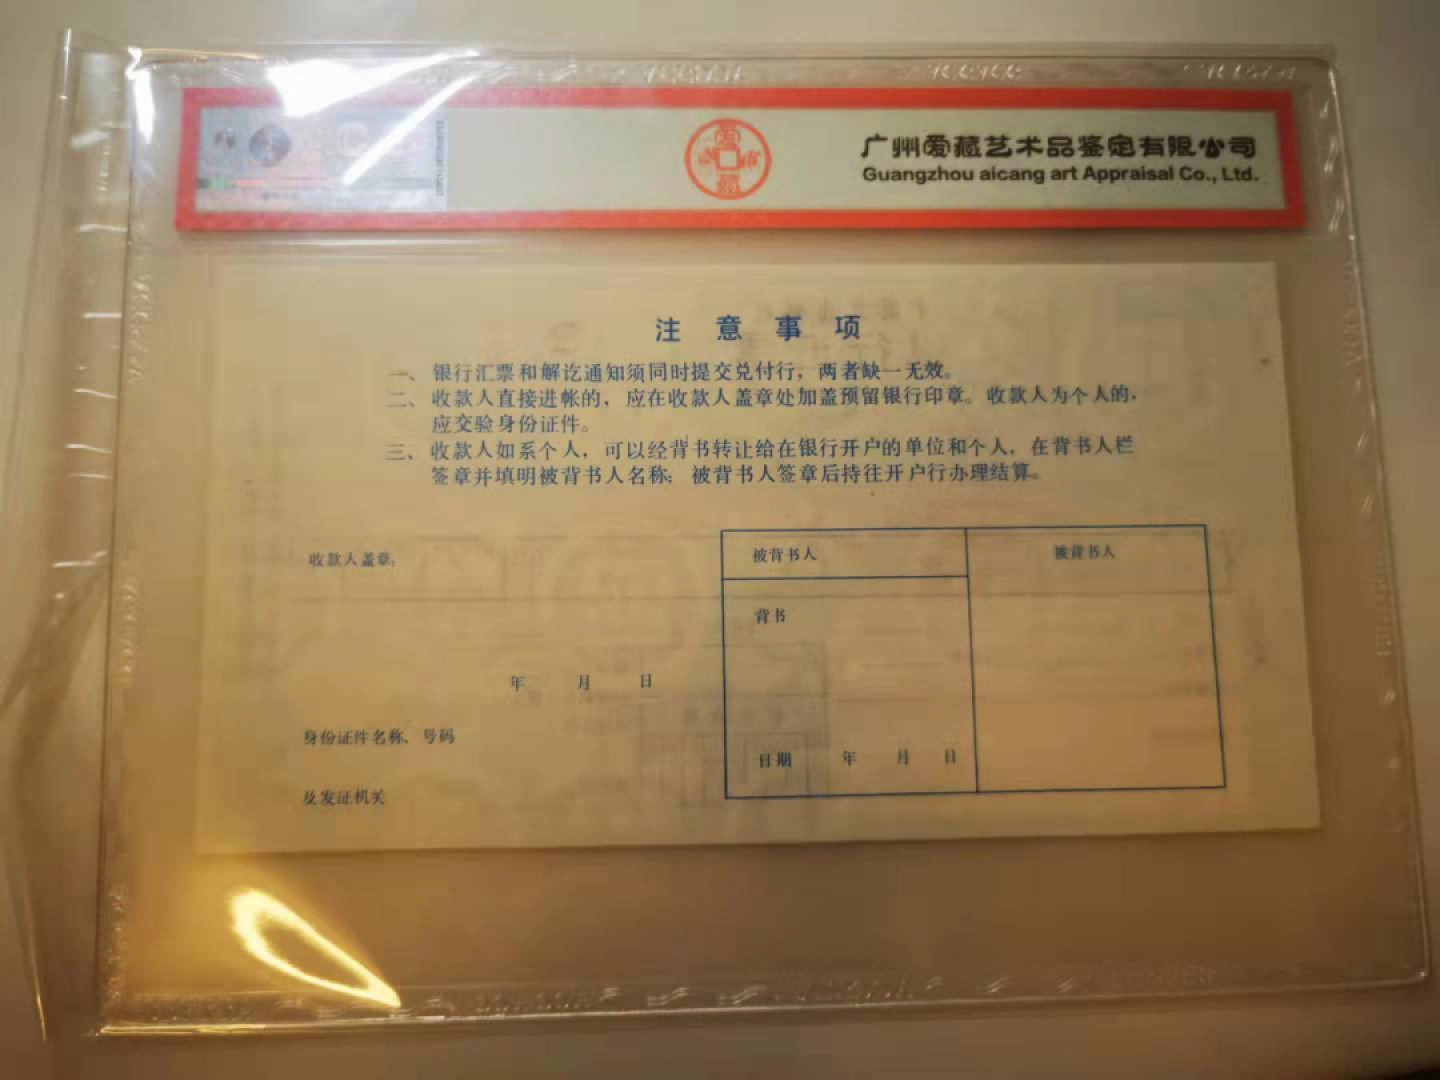 广州爱藏艺术品鉴定有限公司
Guangzhou aicang art Appraisal Co., Ltd.
爱藏
注意事项
一、银行汇票和解讫通知须同时提交兑付行，两者缺一无效。
二、收款人直接进帐的，应在收款人盖章处加盖预留银行印章。收款人为个人的，
应交验身份证件。
三、收款人如系个人，可以经背书转让给在银行开户的单位和个人，在背书人栏
签章并填明被背书人名称；被背书人签章后持往开户行办理结算。
收款人盖章：
被背书人
被背书人
背书
年 月 日
身份证件名称、号码
日期 年 月 日
及发证机关